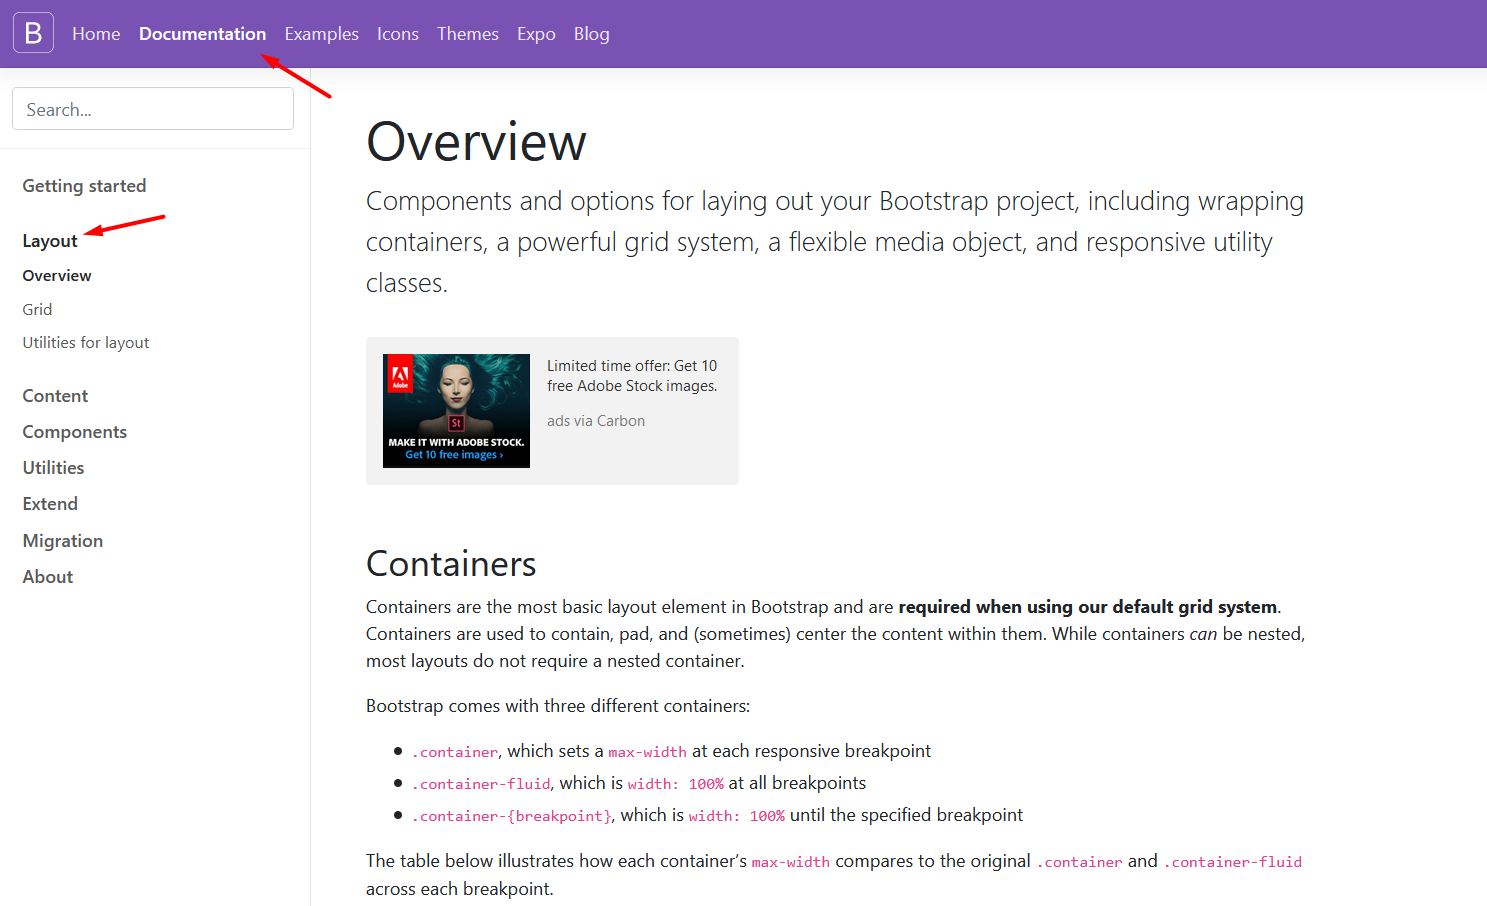 B Home Documentation Examples Icons Themes Expo Blog
Search...
Getting started
Layout
Overview
Grid
Utilities for layout
Content
Components
Utilities
Extend
Migration
About
Overview
Components and options for laying out your Bootstrap project, including wrapping
containers, a powerful grid system, a flexible media object, and responsive utility
classes.
Adobe
St
MAKE IT WITH ADOBE STOCK.
Get 10 free images ›
Limited time offer: Get 10
free Adobe Stock images.
ads via Carbon
Containers
Containers are the most basic layout element in Bootstrap and are required when using our default grid system.
Containers are used to contain, pad, and (sometimes) center the content within them. While containers can be nested,
most layouts do not require a nested container.
Bootstrap comes with three different containers:
• .container, which sets a max-width at each responsive breakpoint
• .container-fluid, which is width: 100% at all breakpoints
• .container-{breakpoint}, which is width: 100% until the specified breakpoint
The table below illustrates how each container’s max-width compares to the original .container and .container-fluid
across each breakpoint.